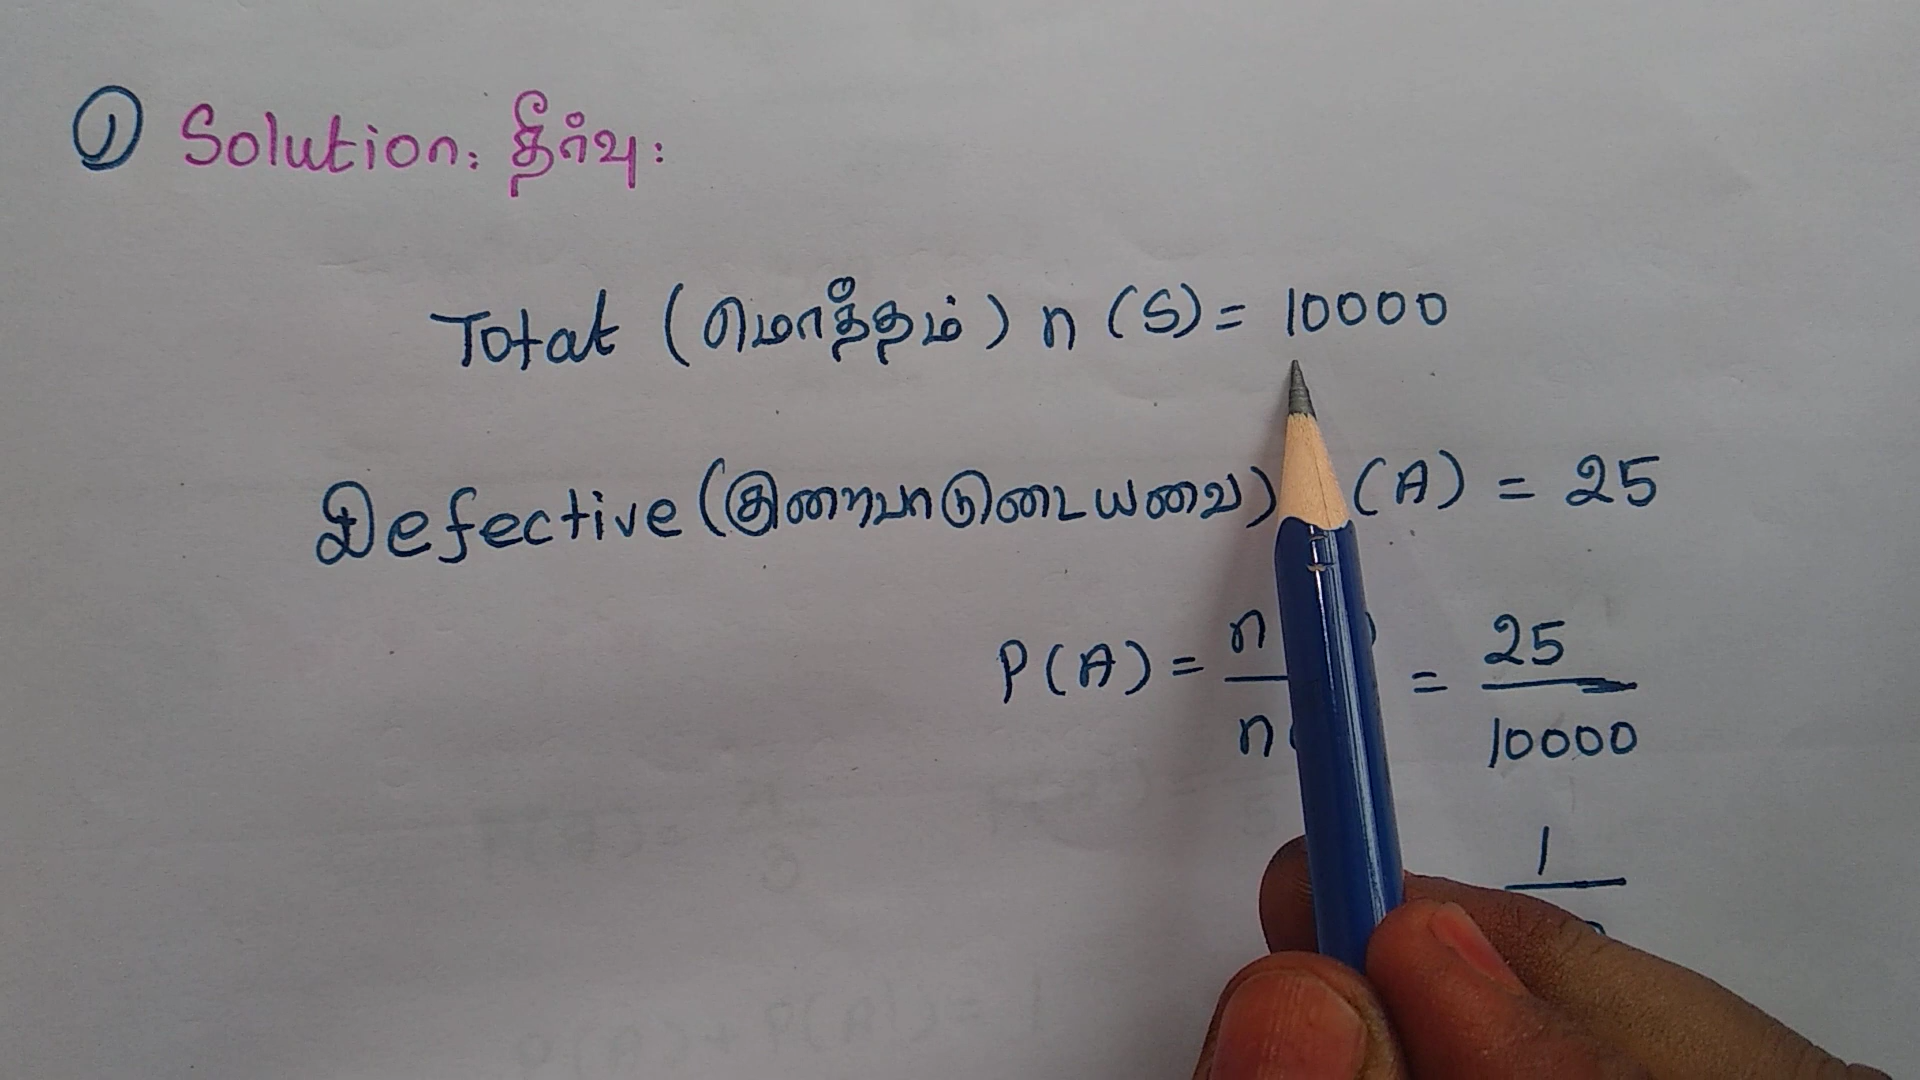 ① Solution: தீர்வு:
Total (மொத்தம்) n (S) = 10000
Defective (குறைபாடுடையவை) (A) = 25
P(A) = n / n( = 25 / 10000
1